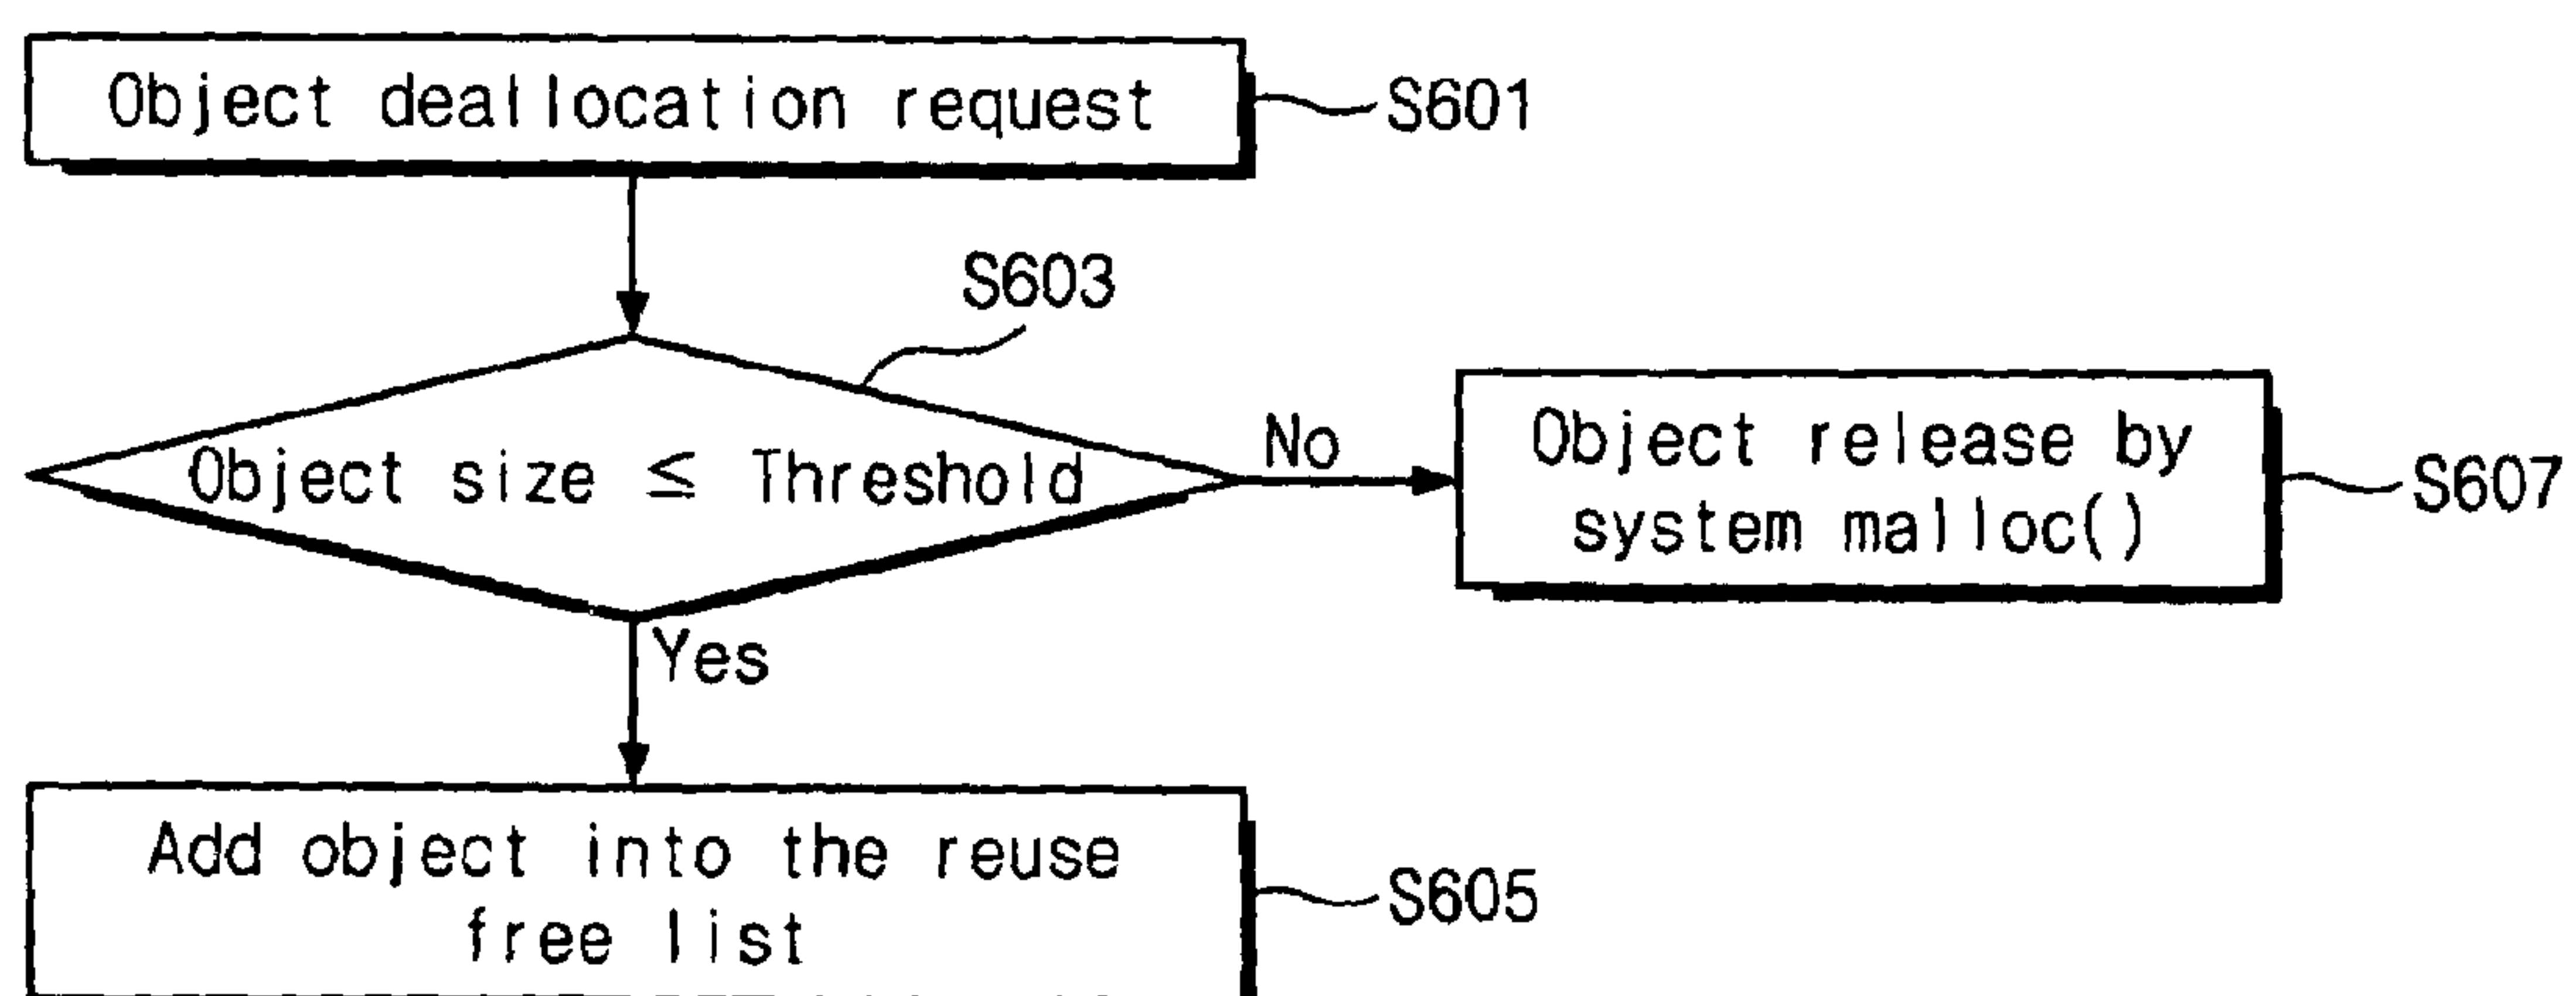 Object deallocation request
S601
S603
Object size ≤ Threshold
No
Object release by
system malloc()
S607
Yes
Add object into the reuse
free list
S605